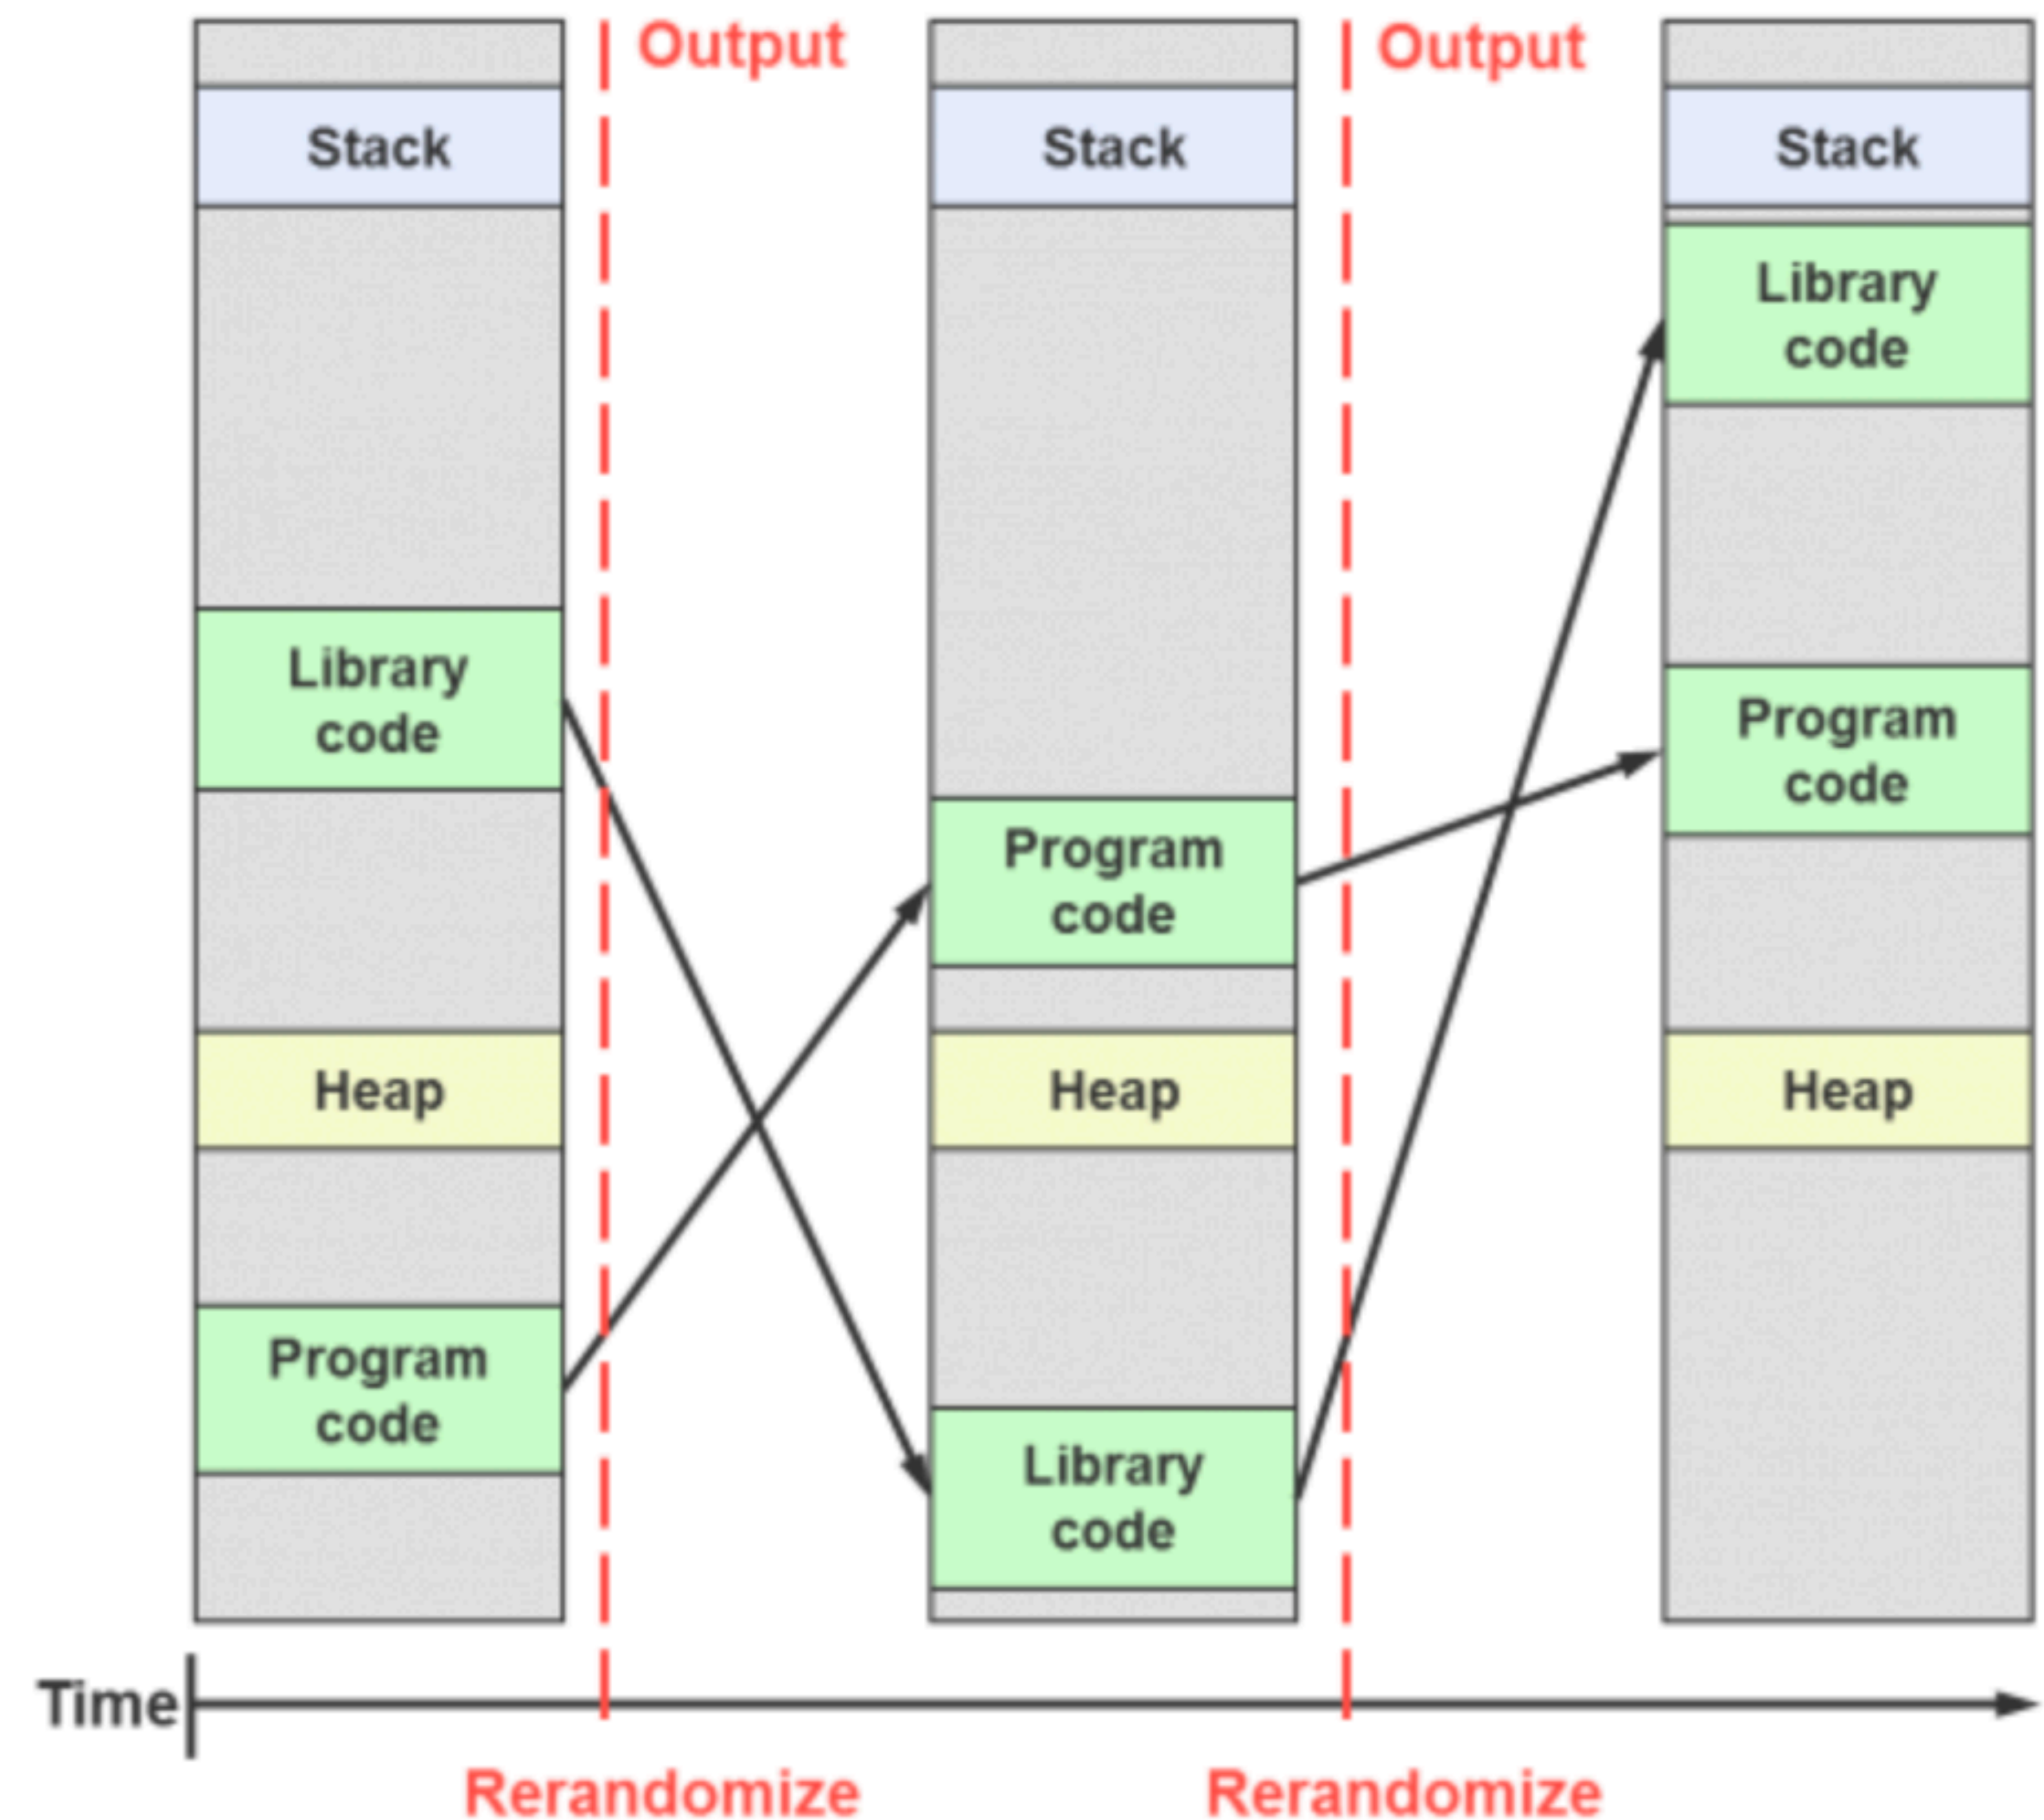 Output
Output
Stack
Stack
Stack
Library
code
Library
code
Program
code
Program
code
Heap
Heap
Heap
Program
code
Library
code
Time
Rerandomize
Rerandomize